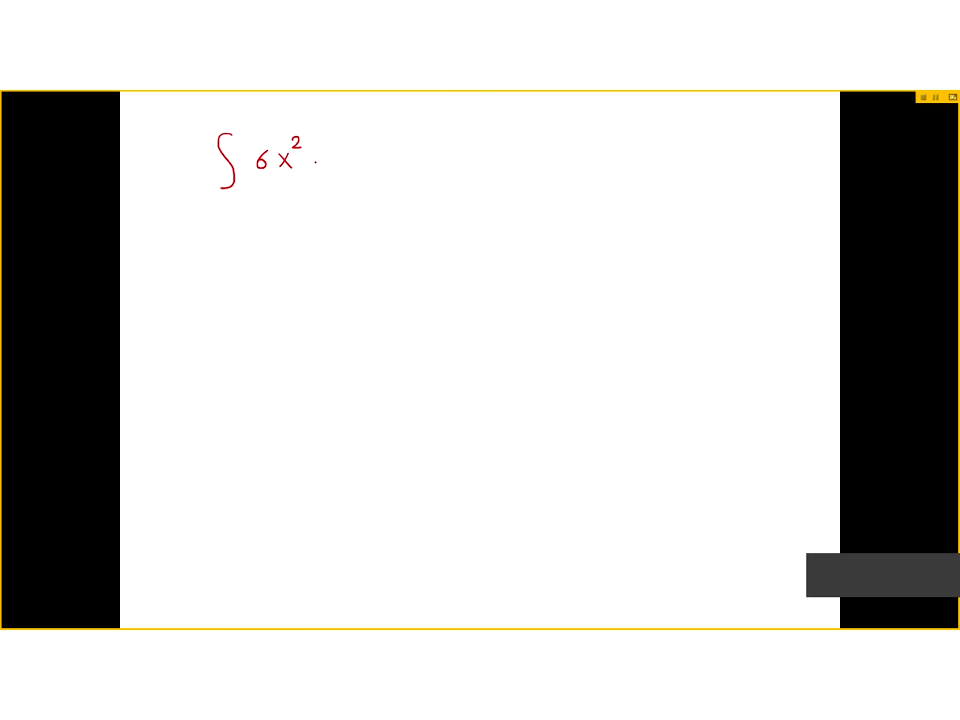 ∫ 6x² .